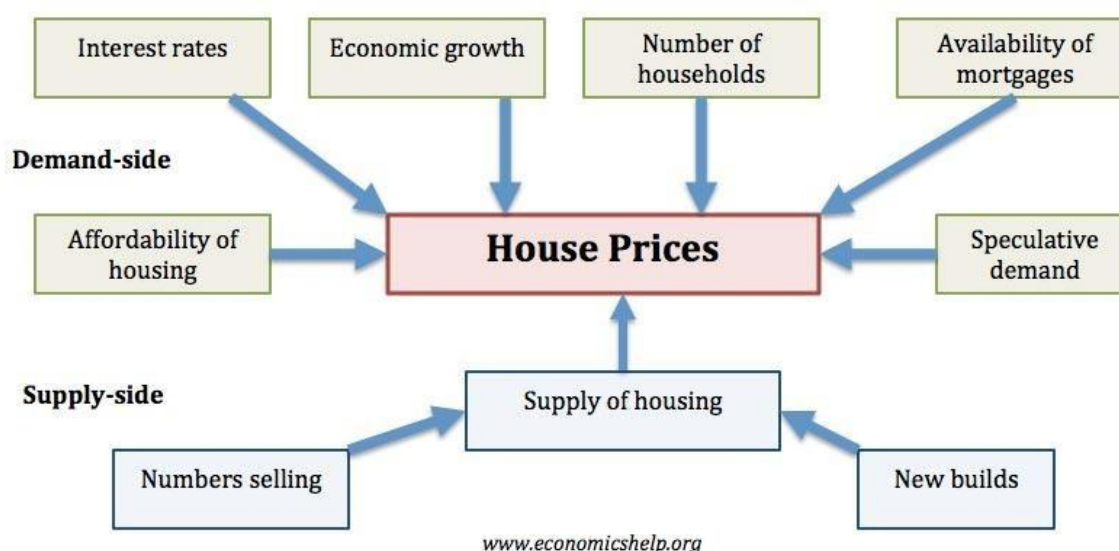 Interest rates
Economic growth
Number of
households
Availability of
mortgages
Demand-side
Affordability of
housing
House Prices
Speculative
demand
Supply-side
Supply of housing
Numbers selling
New builds
www.economicshelp.org